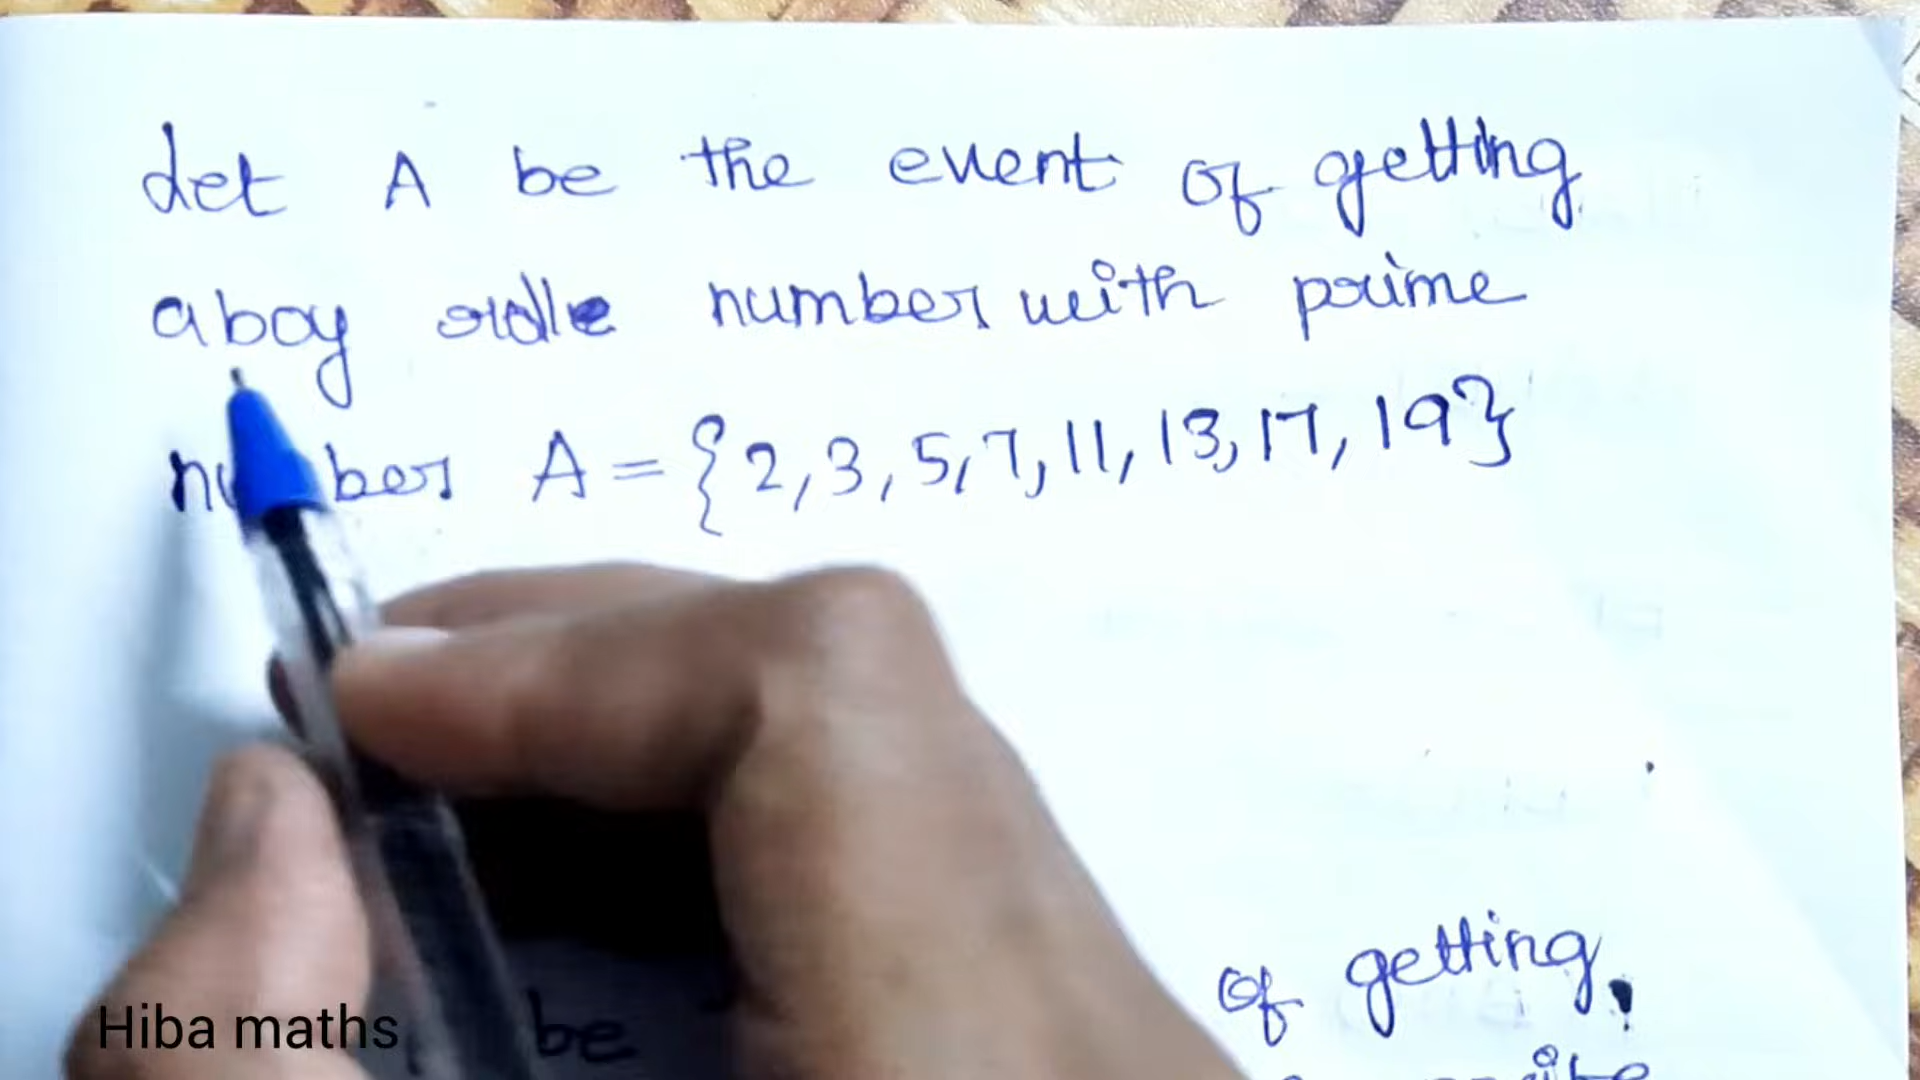 Let A be the event of getting
a boy rolle number with prime
number A = {2, 3, 5, 7, 11, 13, 17, 19}
of getting
be
Hiba maths